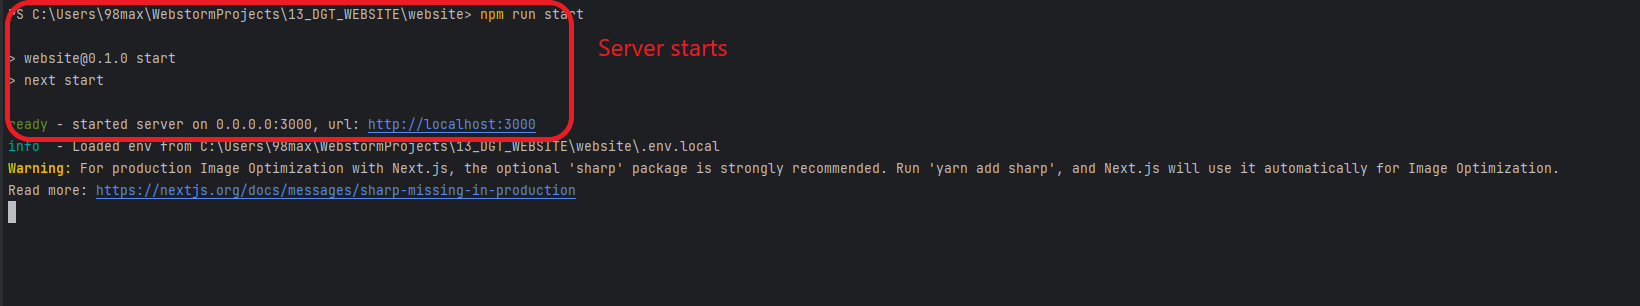 PS C:\Users\98max\WebstormProjects\13_DGT_WEBSITE\website> npm run start
Server starts
> website@0.1.0 start
> next start
ready - started server on 0.0.0.0:3000, url: http://localhost:3000
info  - Loaded env from C:\Users\98max\WebstormProjects\13_DGT_WEBSITE\website\.env.local
Warning: For production Image Optimization with Next.js, the optional 'sharp' package is strongly recommended. Run 'yarn add sharp', and Next.js will use it automatically for Image Optimization.
Read more: https://nextjs.org/docs/messages/sharp-missing-in-production